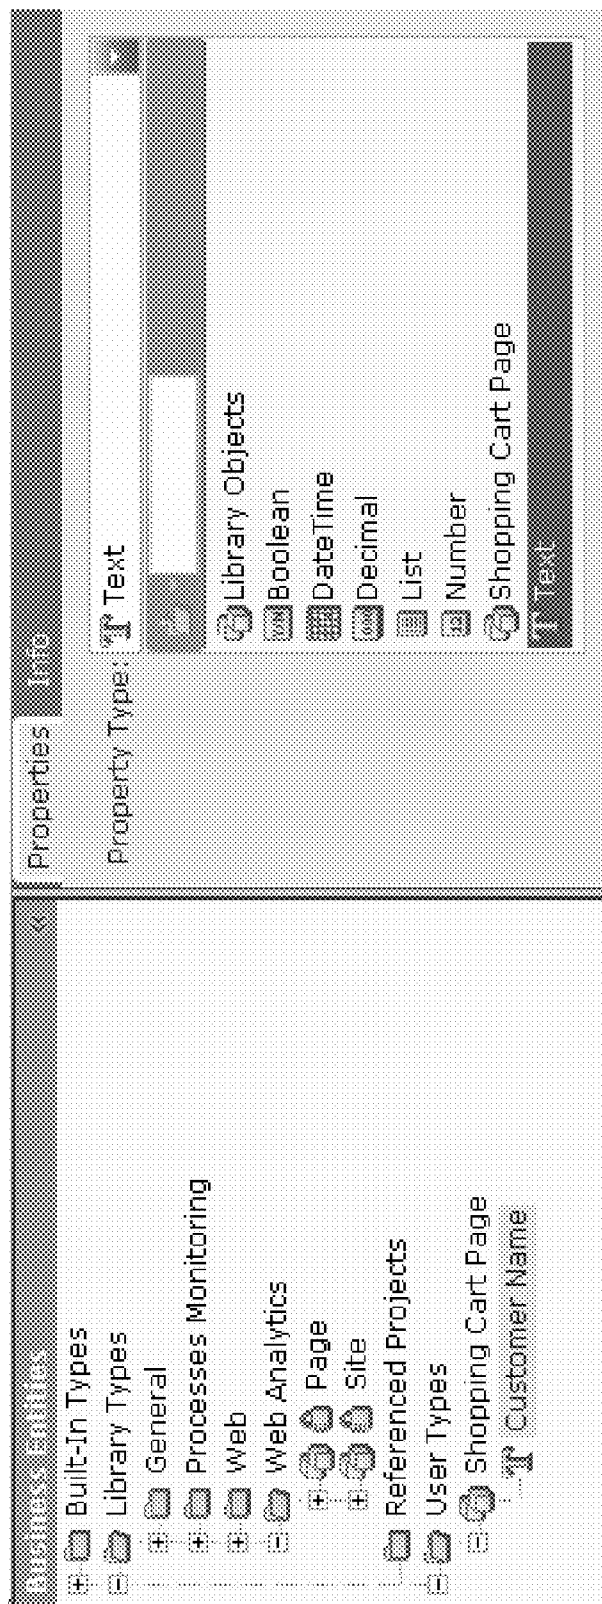 Business Entities «
Built-In Types
Library Types
General
Processes Monitoring
Web
Web Analytics
Page
Site
Referenced Projects
User Types
Shopping Cart Page
Customer Name
Properties Info
Property Type: Text
Library Objects
Boolean
DateTime
Decimal
List
Number
Shopping Cart Page
Text